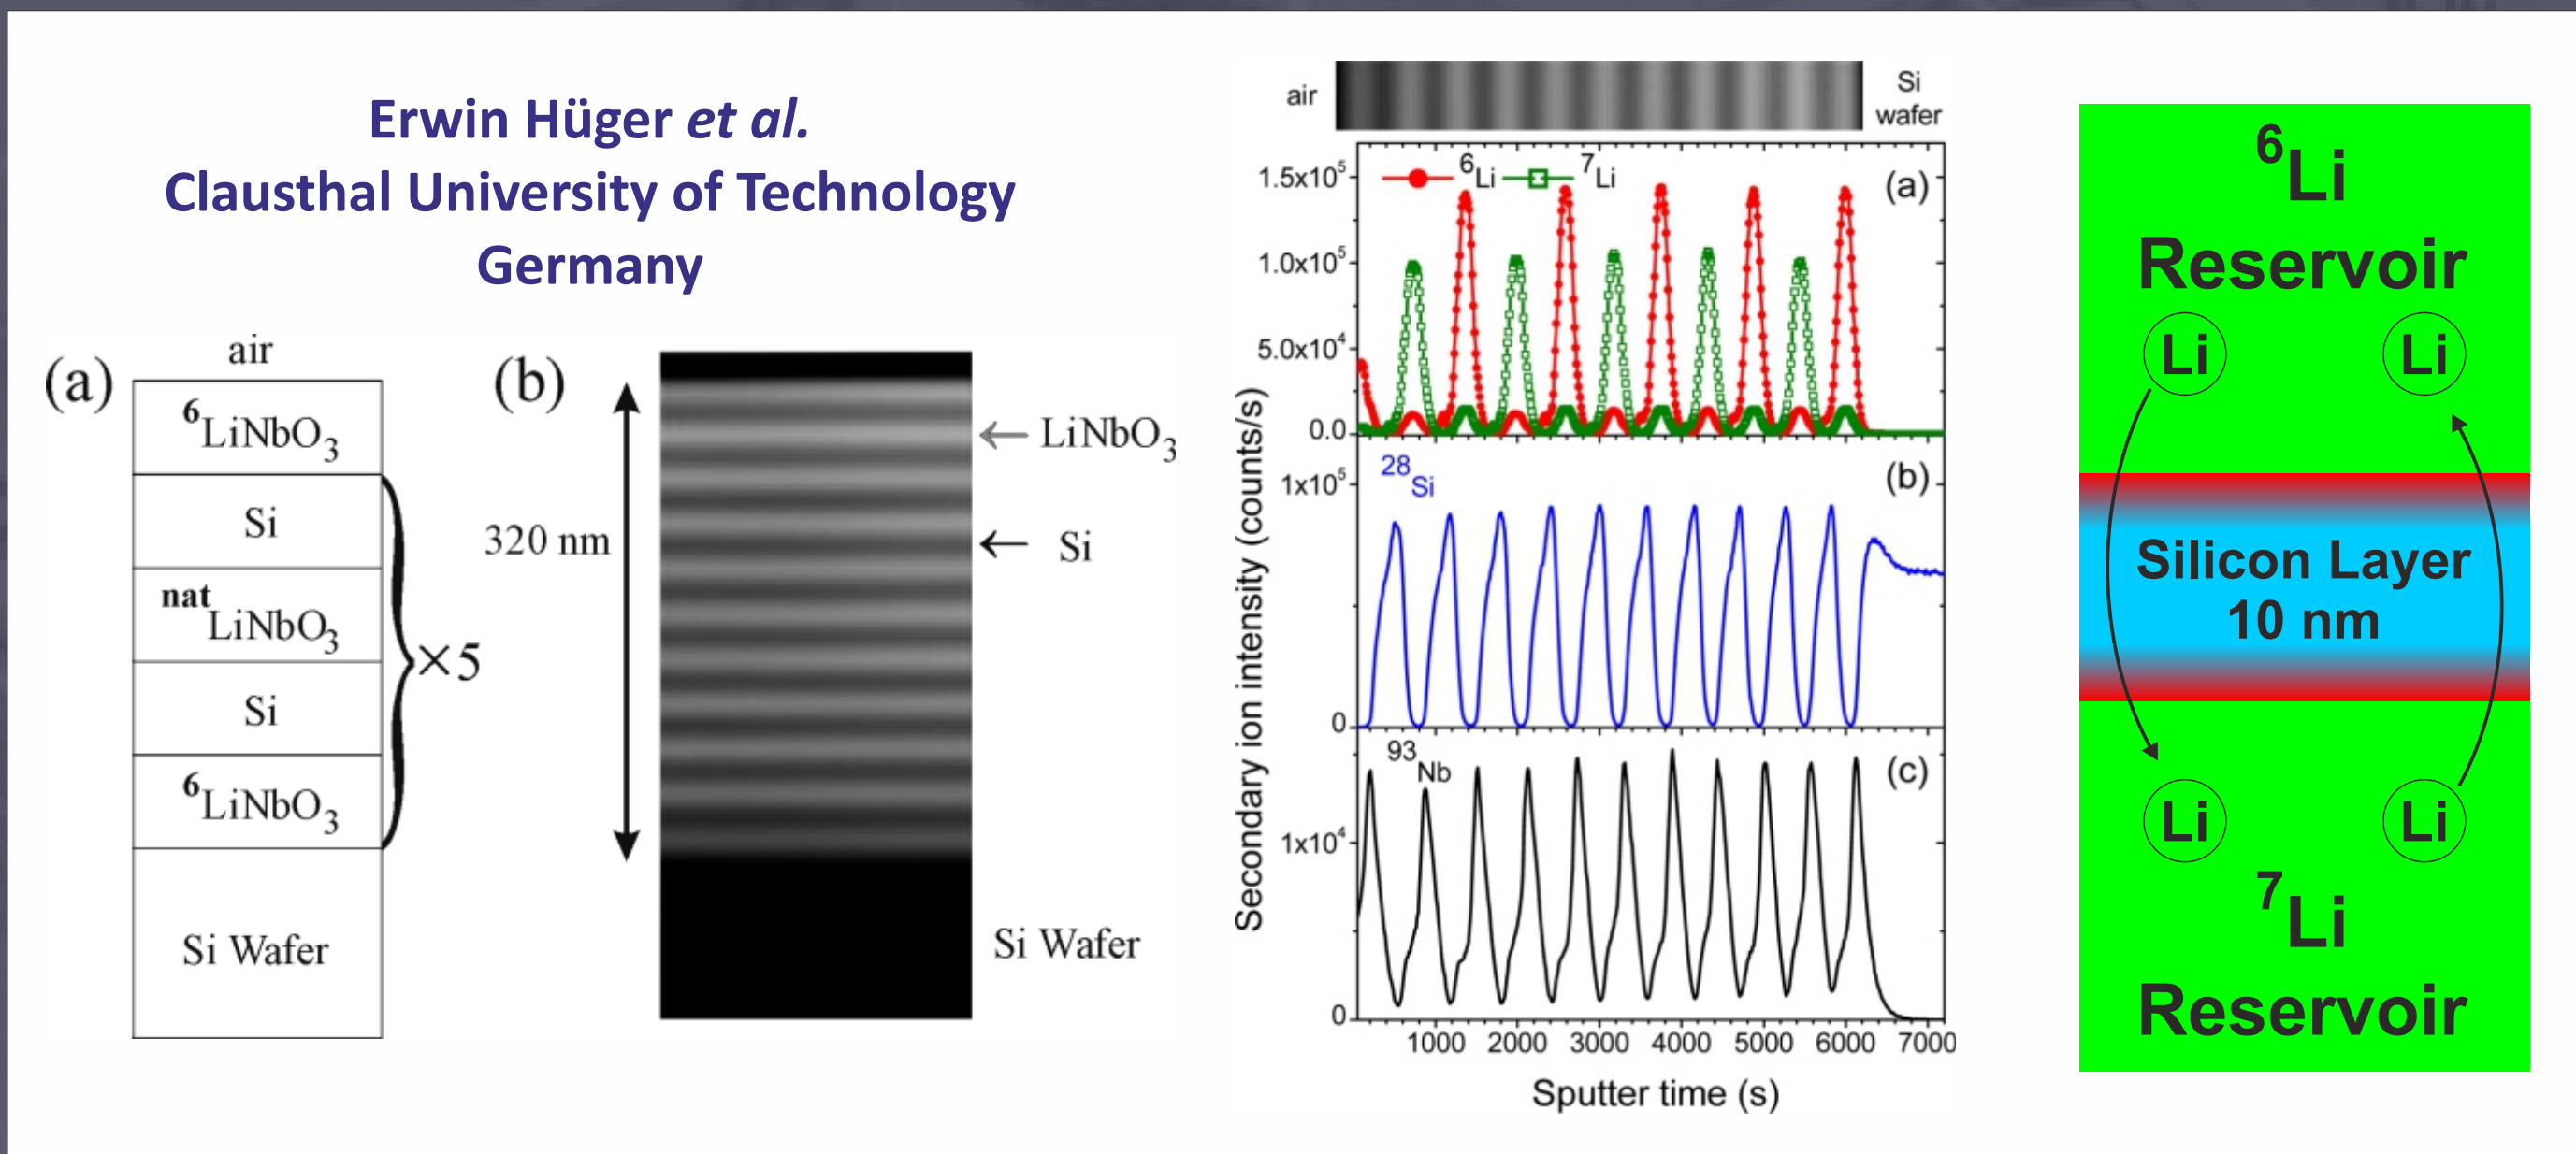 Erwin Hüger et al.
Clausthal University of Technology
Germany
(a)
air
⁶LiNbO₃
Si
natLiNbO₃
Si
⁶LiNbO₃
×5
Si Wafer
(b)
320 nm
← LiNbO₃
← Si
Si Wafer
air
Si
wafer
Secondary ion intensity (counts/s)
⁶Li ⁷Li (a)
1.5x10⁵
1.0x10⁵
5.0x10⁴
0.0
²⁸Si (b)
1x10⁵
0
⁹³Nb (c)
1x10⁴
0
1000 2000 3000 4000 5000 6000 7000
Sputter time (s)
⁶Li
Reservoir
Li Li
Silicon Layer
10 nm
Li Li
⁷Li
Reservoir